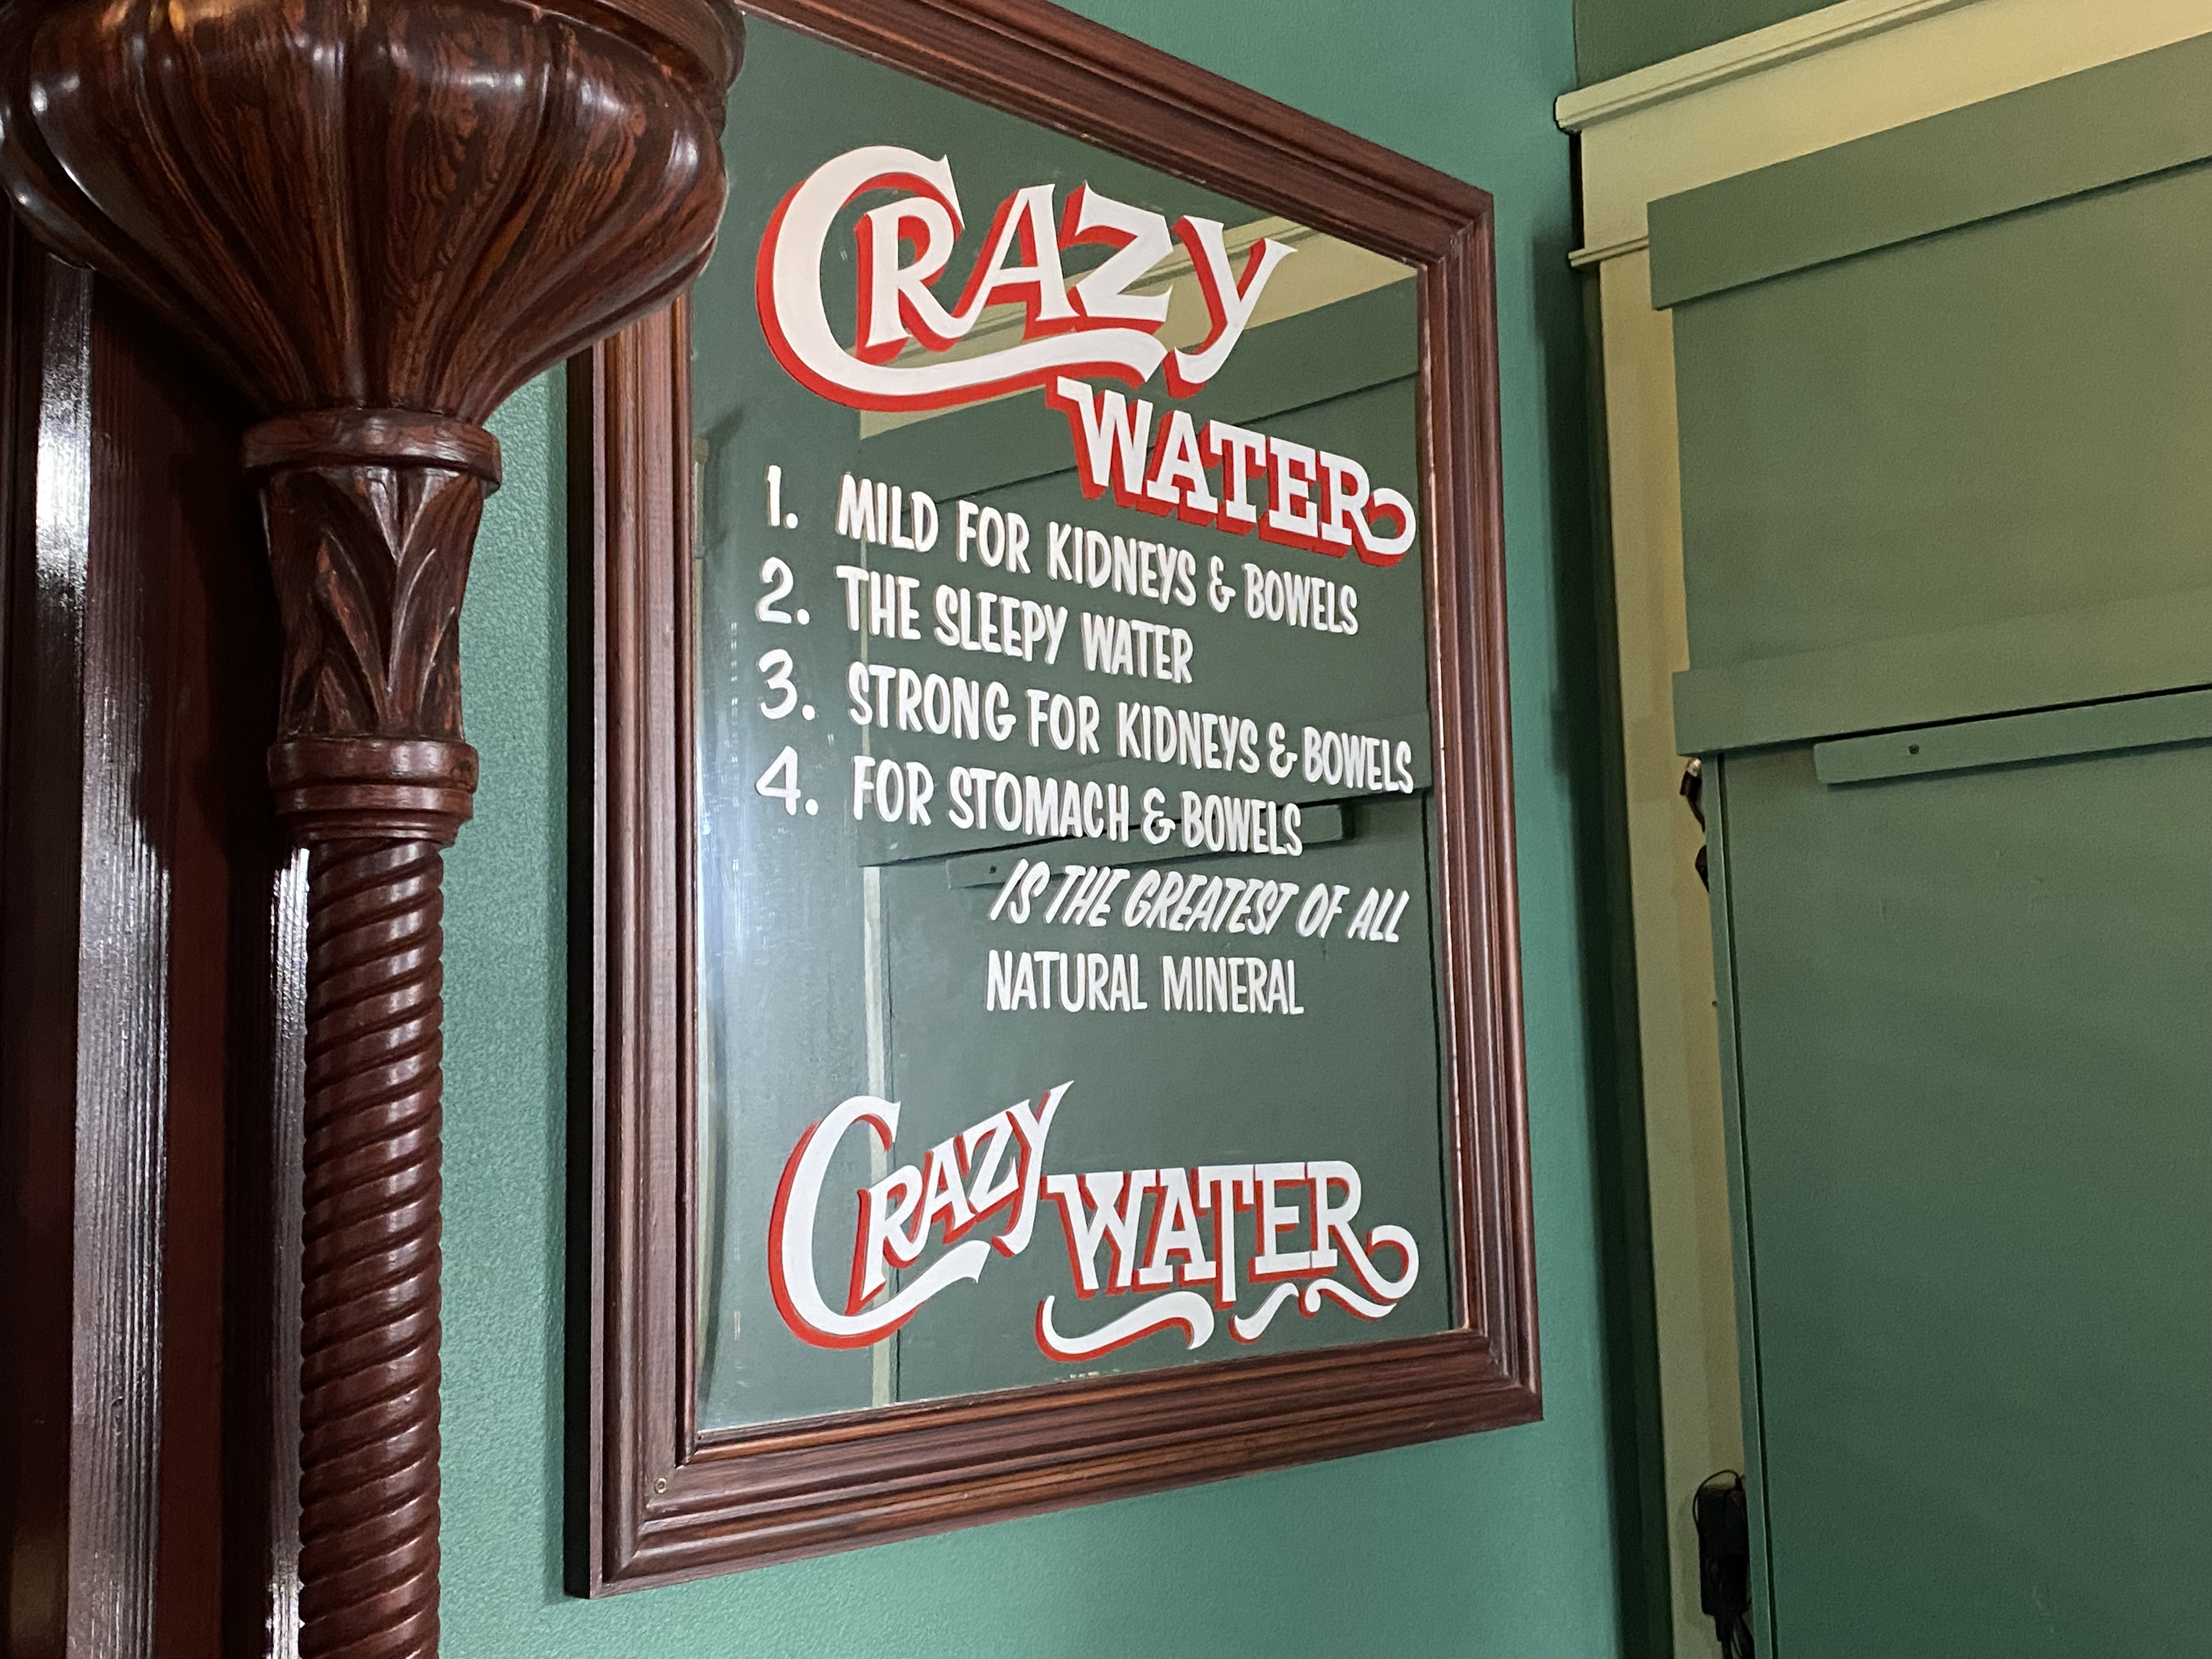 CRAZY
WATER
1. MILD FOR KIDNEYS & BOWELS
2. THE SLEEPY WATER
3. STRONG FOR KIDNEYS & BOWELS
4. FOR STOMACH & BOWELS
IS THE GREATEST OF ALL
NATURAL MINERAL
CRAZY WATER